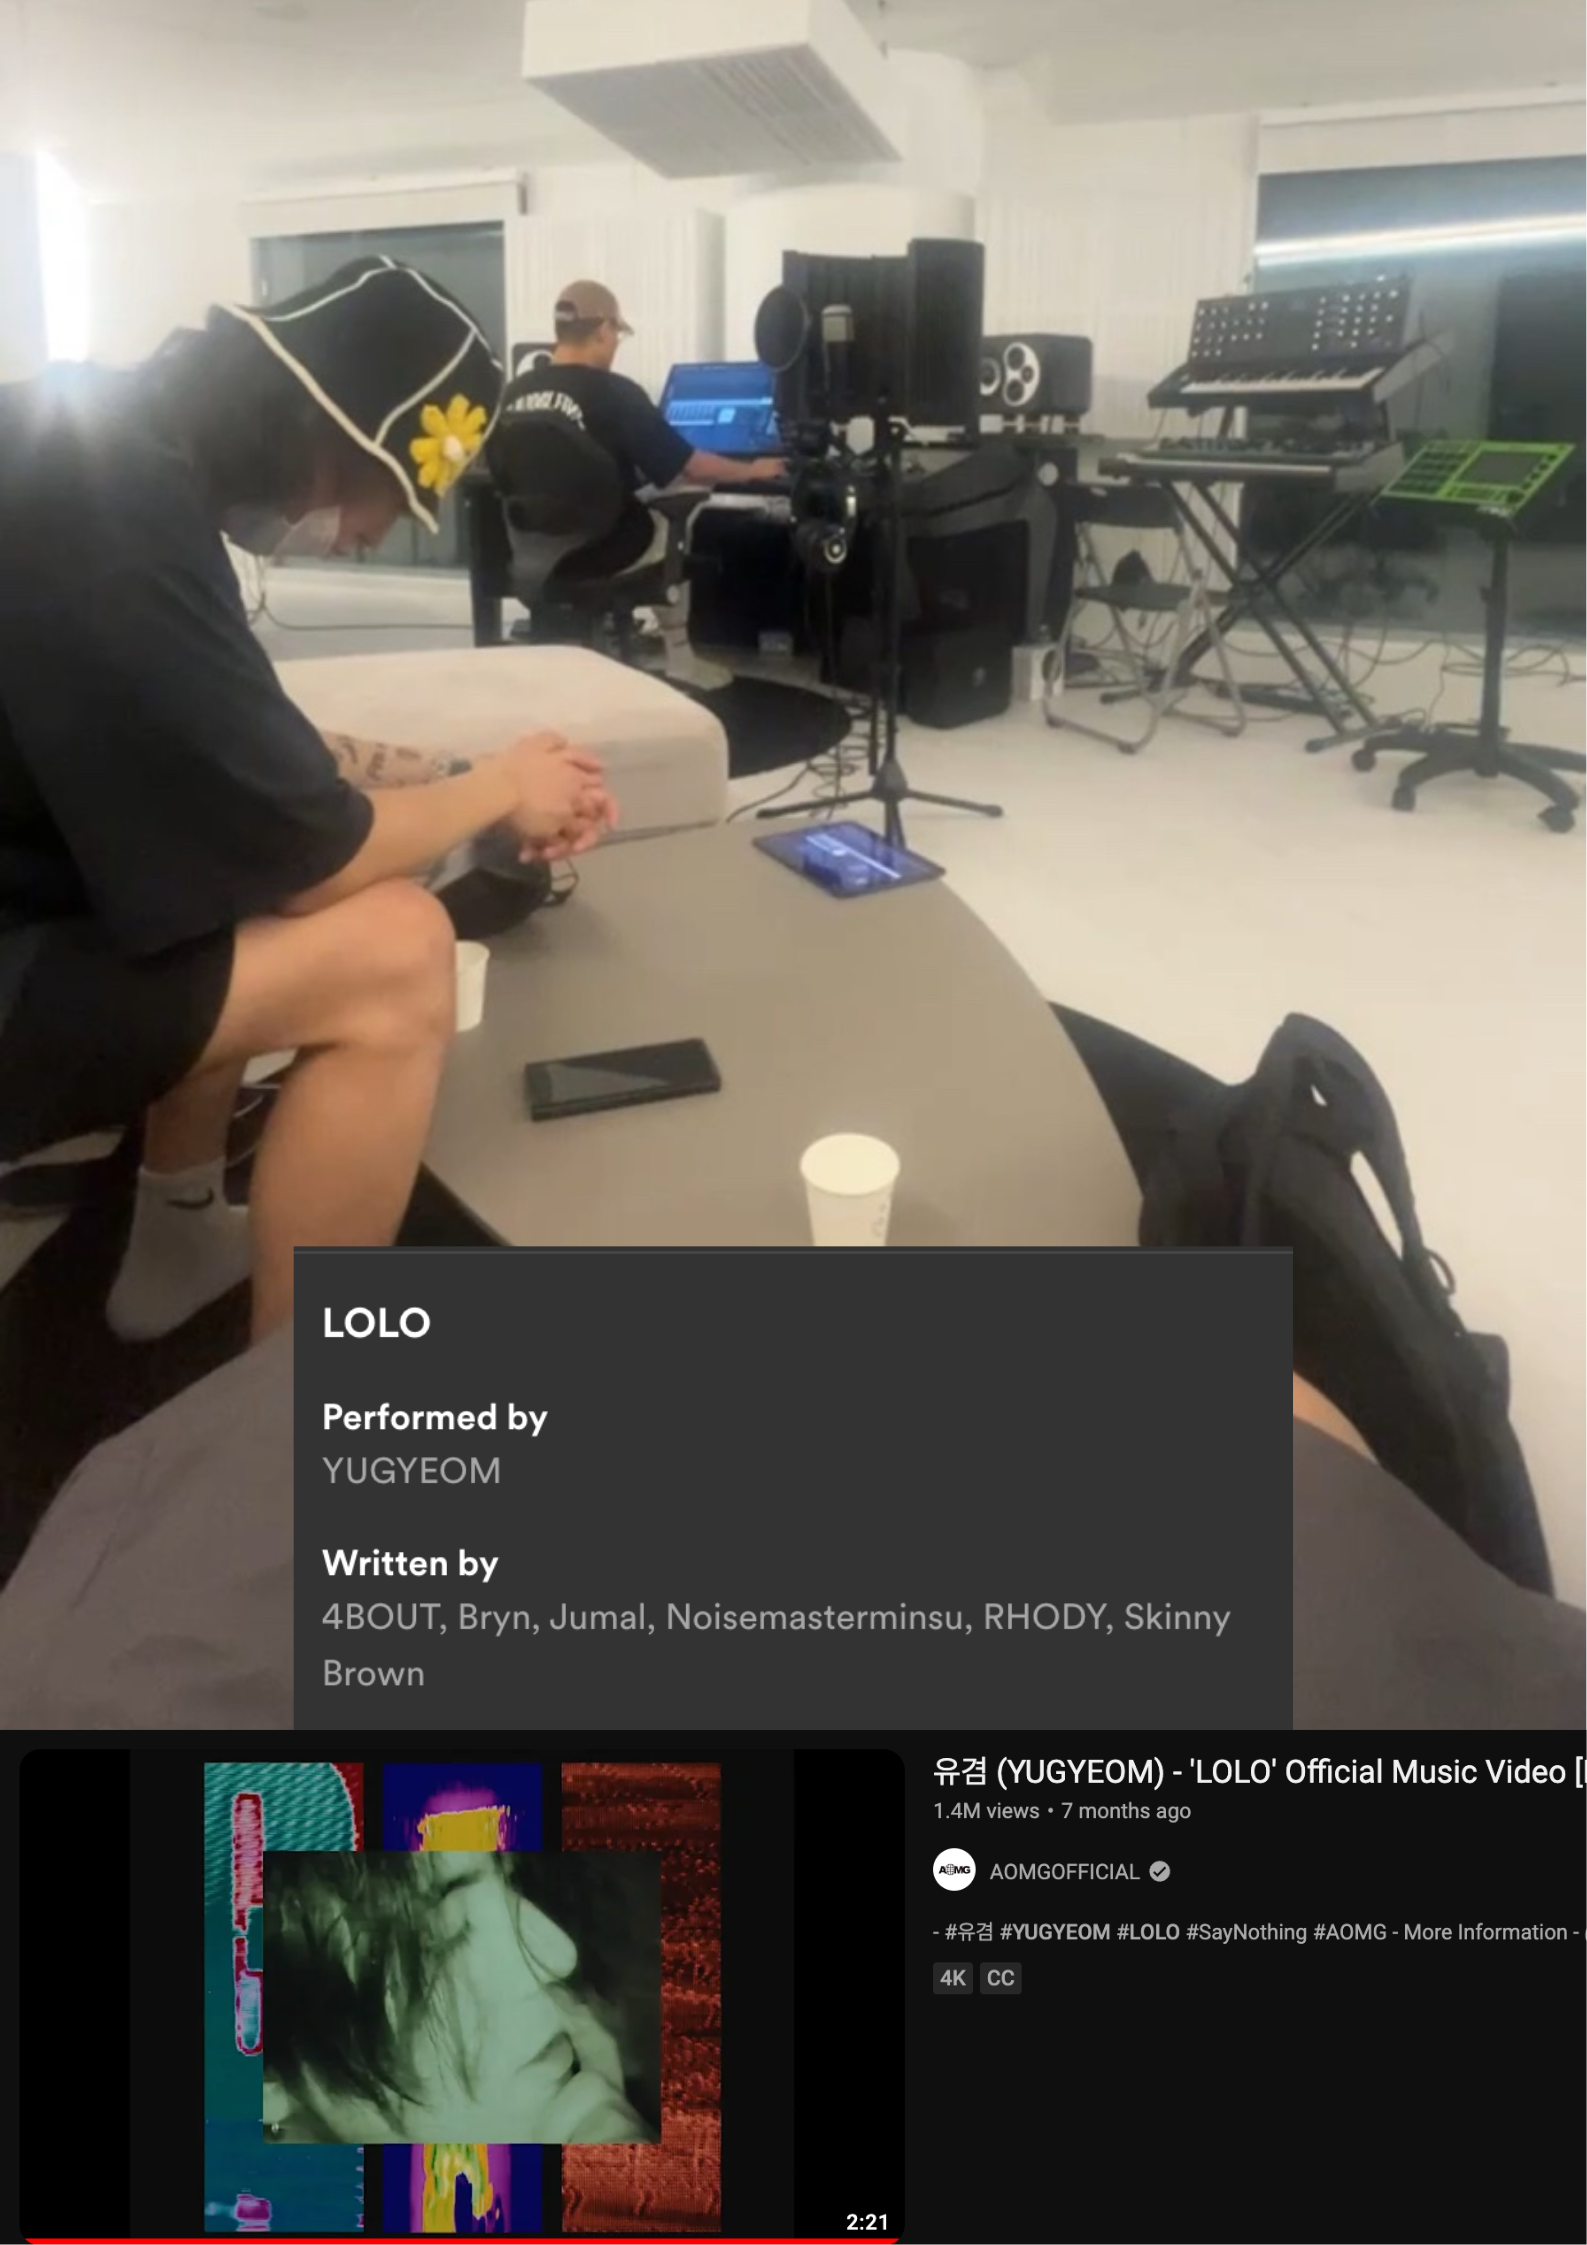 LOLO
Performed by
YUGYEOM
Written by
4BOUT, Bryn, Jumal, Noisemasterminsu, RHODY, Skinny
Brown
유겸 (YUGYEOM) - 'LOLO' Official Music Video [
1.4M views • 7 months ago
AOMG
AOMGOFFICIAL
- #유겸 #YUGYEOM #LOLO #SayNothing #AOMG - More Information -
4K CC
2:21